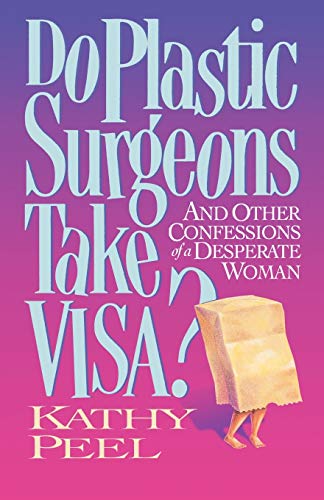 Do Plastic
Surgeons
Take
VISA?
AND OTHER
CONFESSIONS
of a DESPERATE
WOMAN
KATHY
PEEL